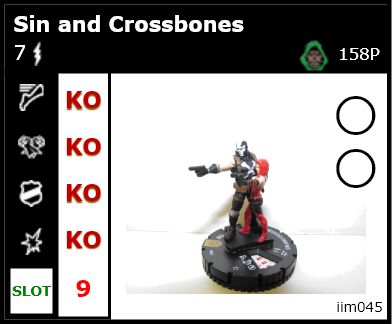 Sin and Crossbones
7 158P
KO
KO
KO
KO
SLOT 9
iim045